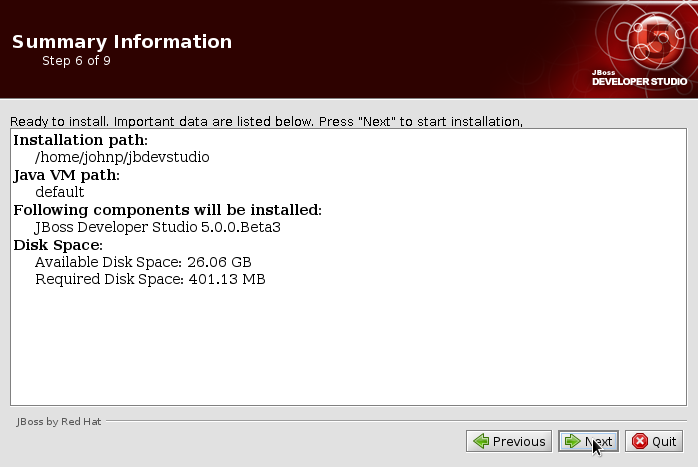 Summary Information
Step 6 of 9
JBoss
DEVELOPER STUDIO
Ready to install. Important data are listed below. Press "Next" to start installation,
Installation path:
/home/johnp/jbdevstudio
Java VM path:
default
Following components will be installed:
JBoss Developer Studio 5.0.0.Beta3
Disk Space:
Available Disk Space: 26.06 GB
Required Disk Space: 401.13 MB
JBoss by Red Hat
Previous Next Quit